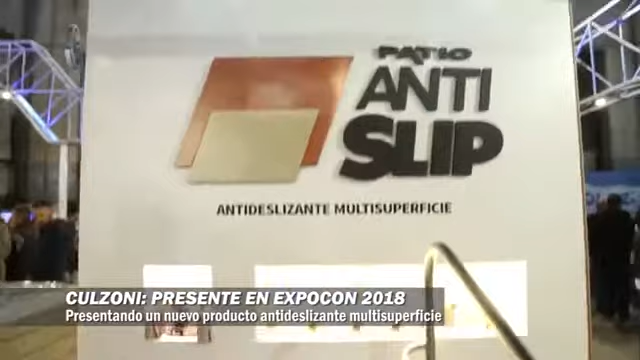 PATIO
ANTI
SLIP
ANTIDESLIZANTE MULTISUPERFICIE
CULZONI: PRESENTE EN EXPOCON 2018
Presentando un nuevo producto antideslizante multisuperficie